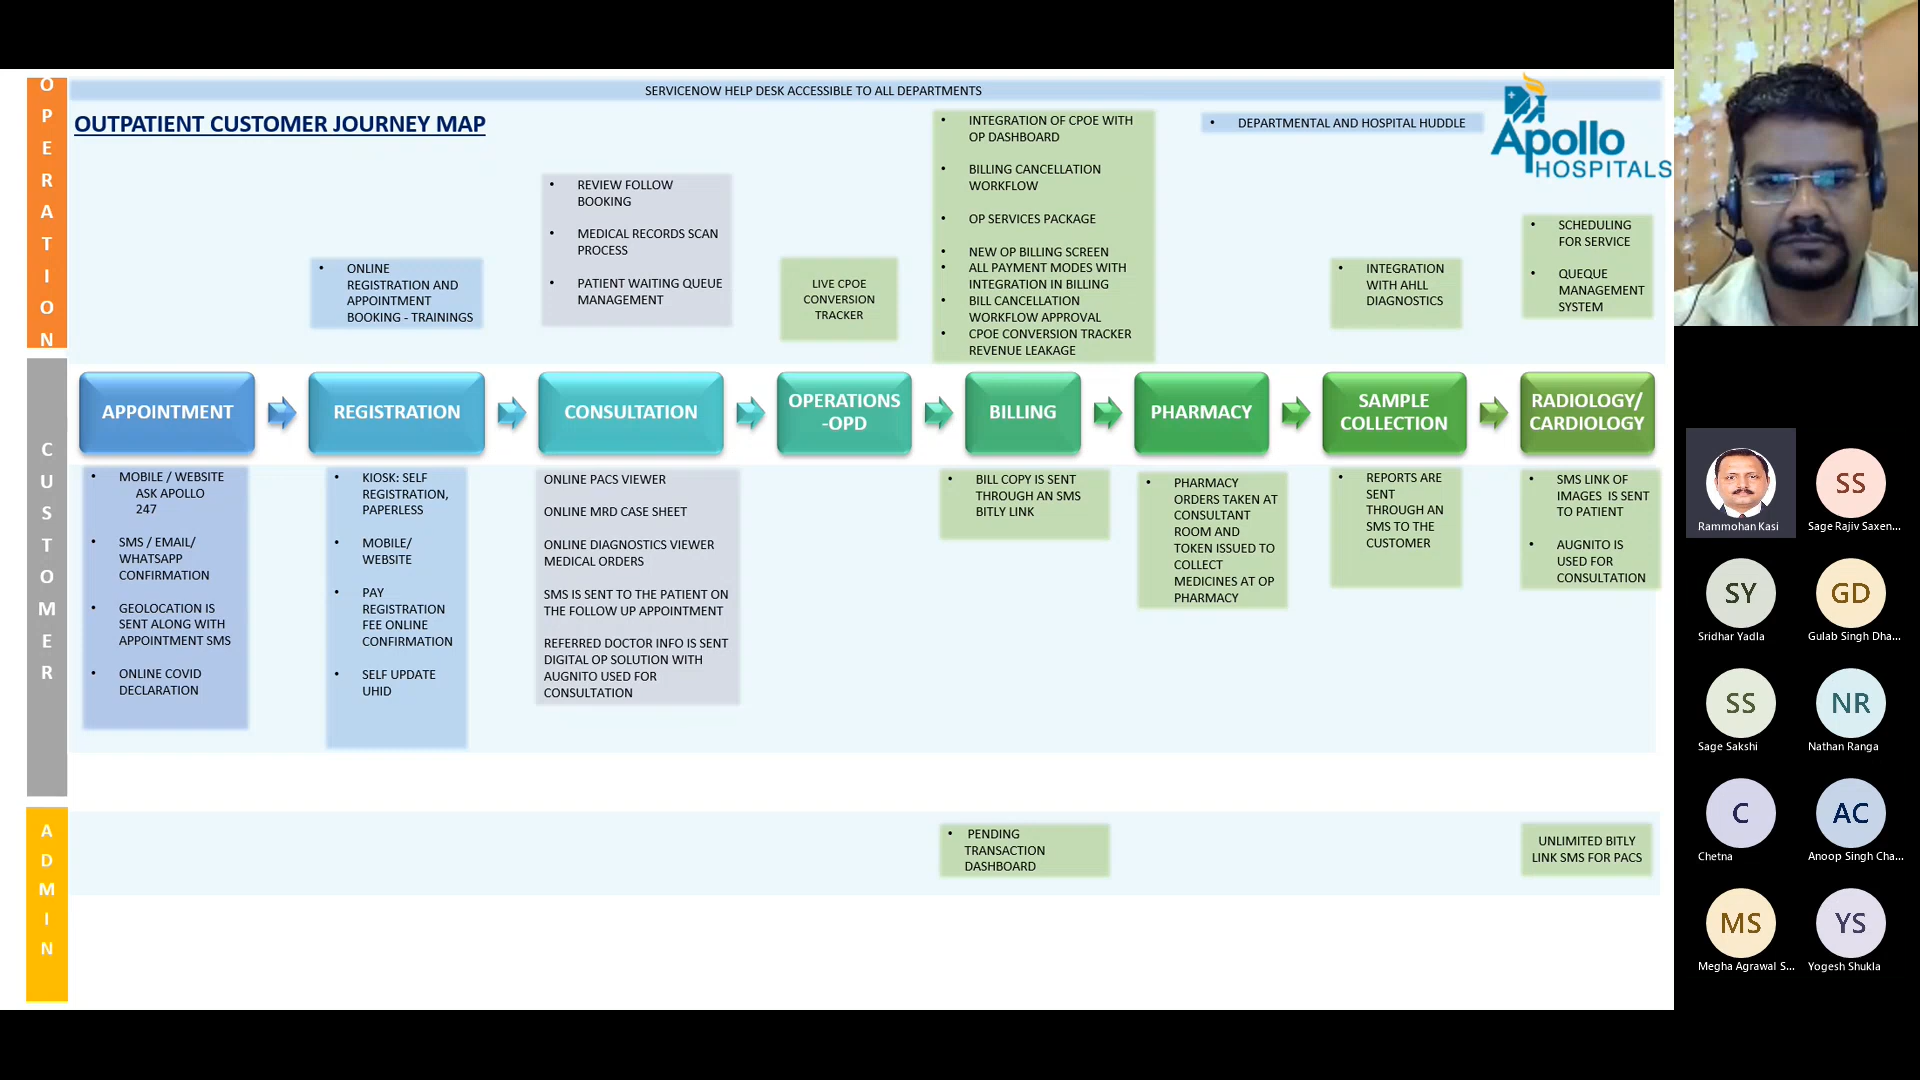 SERVICENOW HELP DESK ACCESSIBLE TO ALL DEPARTMENTS
OPERATION
OUTPATIENT CUSTOMER JOURNEY MAP
• ONLINE
REGISTRATION AND
APPOINTMENT
BOOKING - TRAININGS
• REVIEW FOLLOW
BOOKING
• MEDICAL RECORDS SCAN
PROCESS
• PATIENT WAITING QUEUE
MANAGEMENT
LIVE CPOE
CONVERSION
TRACKER
• INTEGRATION OF CPOE WITH
OP DASHBOARD
• BILLING CANCELLATION
WORKFLOW
• OP SERVICES PACKAGE
• NEW OP BILLING SCREEN
• ALL PAYMENT MODES WITH
INTEGRATION IN BILLING
• BILL CANCELLATION
WORKFLOW APPROVAL
• CPOE CONVERSION TRACKER
REVENUE LEAKAGE
• DEPARTMENTAL AND HOSPITAL HUDDLE
Apollo
HOSPITALS
• INTEGRATION
WITH AHLL
DIAGNOSTICS
• SCHEDULING
FOR SERVICE
• QUEQUE
MANAGEMENT
SYSTEM
APPOINTMENT
REGISTRATION
CONSULTATION
OPERATIONS
-OPD
BILLING
PHARMACY
SAMPLE
COLLECTION
RADIOLOGY/
CARDIOLOGY
CUSTOMER
• MOBILE / WEBSITE
ASK APOLLO
247
• SMS / EMAIL/
WHATSAPP
CONFIRMATION
• GEOLOCATION IS
SENT ALONG WITH
APPOINTMENT SMS
• ONLINE COVID
DECLARATION
• KIOSK: SELF
REGISTRATION,
PAPERLESS
• MOBILE/
WEBSITE
• PAY
REGISTRATION
FEE ONLINE
CONFIRMATION
• SELF UPDATE
UHID
ONLINE PACS VIEWER
ONLINE MRD CASE SHEET
ONLINE DIAGNOSTICS VIEWER
MEDICAL ORDERS
SMS IS SENT TO THE PATIENT ON
THE FOLLOW UP APPOINTMENT
REFERRED DOCTOR INFO IS SENT
DIGITAL OP SOLUTION WITH
AUGNITO USED FOR
CONSULTATION
• BILL COPY IS SENT
THROUGH AN SMS
BITLY LINK
• PHARMACY
ORDERS TAKEN AT
CONSULTANT
ROOM AND
TOKEN ISSUED TO
COLLECT
MEDICINES AT OP
PHARMACY
• REPORTS ARE
SENT
THROUGH AN
SMS TO THE
CUSTOMER
• SMS LINK OF
IMAGES IS SENT
TO PATIENT
• AUGNITO IS
USED FOR
CONSULTATION
ADMIN
• PENDING
TRANSACTION
DASHBOARD
UNLIMITED BITLY
LINK SMS FOR PACS
Rammohan Kasi
SS
Sage Rajiv Saxen...
SY
Sridhar Yadla
GD
Gulab Singh Dha...
SS
Sage Sakshi
NR
Nathan Ranga
C
Chetna
AC
Anoop Singh Cha...
MS
Megha Agrawal S...
YS
Yogesh Shukla